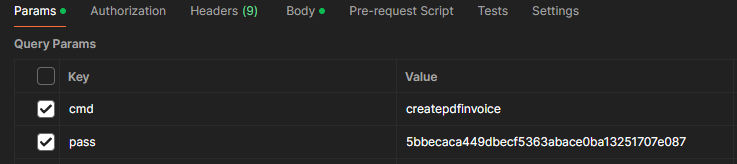 Params Authorization Headers (9) Body Pre-request Script Tests Settings
Query Params
Key Value
cmd createpdfinvoice
pass 5bbecaca449dbecf5363abace0ba13251707e087